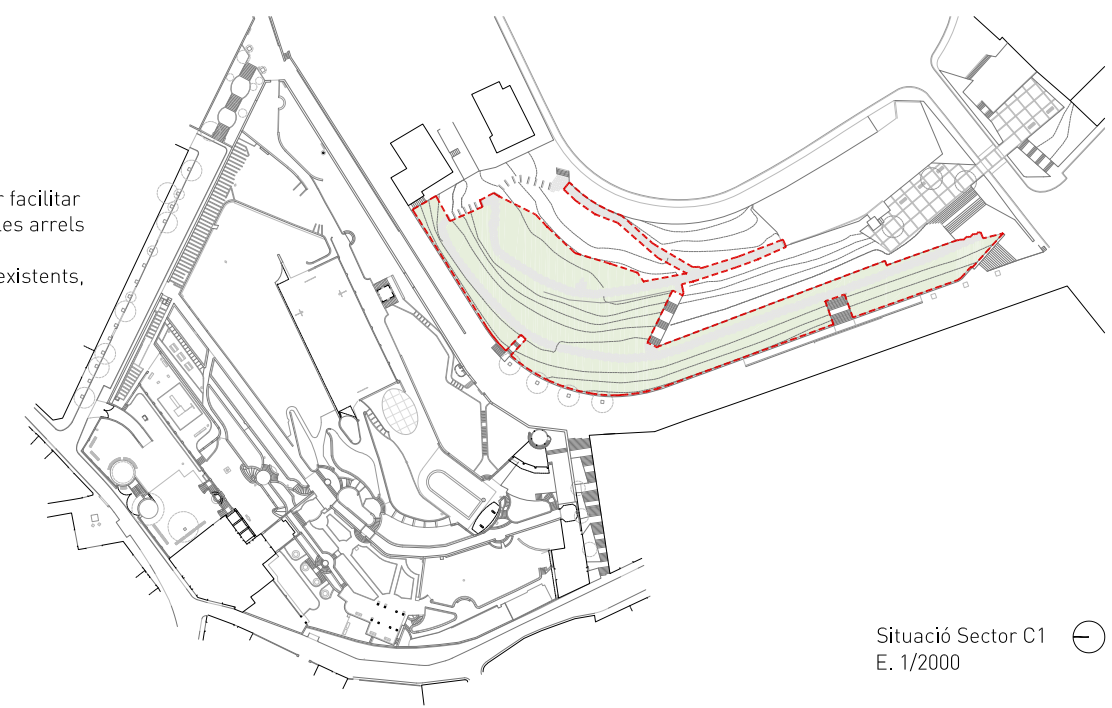 r facilitar
les arrels
existents,
Situació Sector C1
E. 1/2000